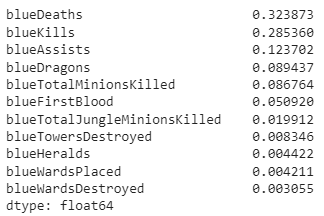 blueDeaths 0.323873
blueKills 0.285360
blueAssists 0.123702
blueDragons 0.089437
blueTotalMinionsKilled 0.086764
blueFirstBlood 0.050920
blueTotalJungleMinionsKilled 0.019912
blueTowersDestroyed 0.008346
blueHeralds 0.004422
blueWardsPlaced 0.004211
blueWardsDestroyed 0.003055
dtype: float64